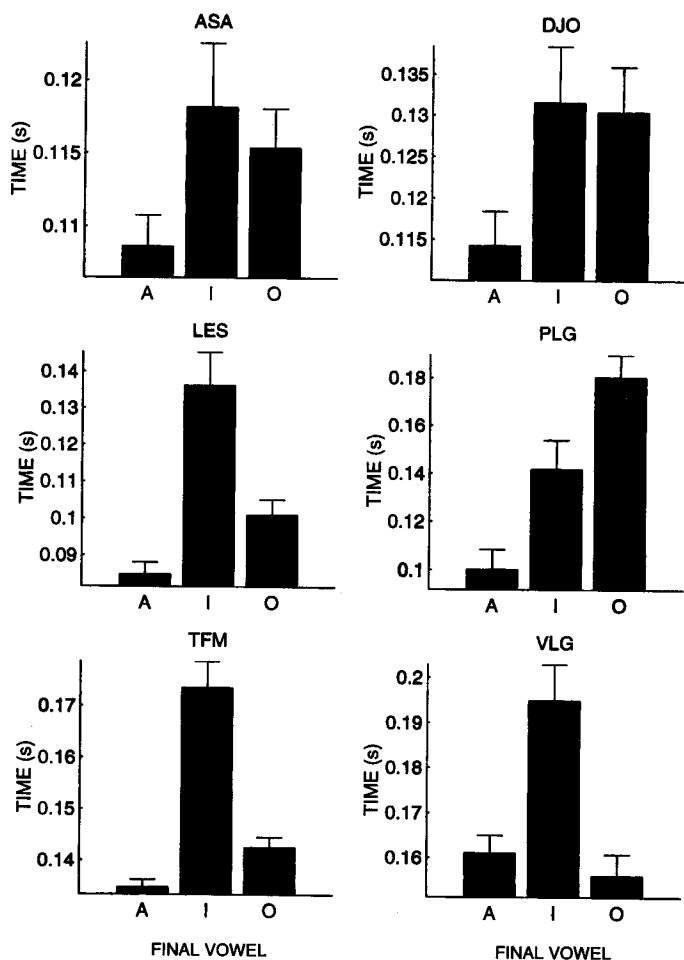 ASA
TIME (s)
0.12
0.115
0.11
A I O
DJO
TIME (s)
0.135
0.13
0.125
0.12
0.115
A I O
LES
TIME (s)
0.14
0.13
0.12
0.11
0.1
0.09
A I O
PLG
TIME (s)
0.18
0.16
0.14
0.12
0.1
A I O
TFM
TIME (s)
0.17
0.16
0.15
0.14
A I O
FINAL VOWEL
VLG
TIME (s)
0.2
0.19
0.18
0.17
0.16
A I O
FINAL VOWEL